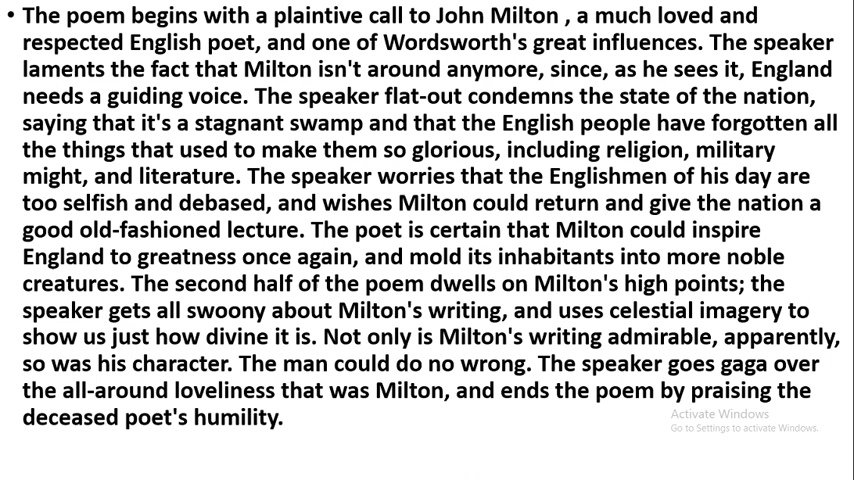 • The poem begins with a plaintive call to John Milton , a much loved and
respected English poet, and one of Wordsworth's great influences. The speaker
laments the fact that Milton isn't around anymore, since, as he sees it, England
needs a guiding voice. The speaker flat-out condemns the state of the nation,
saying that it's a stagnant swamp and that the English people have forgotten all
the things that used to make them so glorious, including religion, military
might, and literature. The speaker worries that the Englishmen of his day are
too selfish and debased, and wishes Milton could return and give the nation a
good old-fashioned lecture. The poet is certain that Milton could inspire
England to greatness once again, and mold its inhabitants into more noble
creatures. The second half of the poem dwells on Milton's high points; the
speaker gets all swoony about Milton's writing, and uses celestial imagery to
show us just how divine it is. Not only is Milton's writing admirable, apparently,
so was his character. The man could do no wrong. The speaker goes gaga over
the all-around loveliness that was Milton, and ends the poem by praising the
deceased poet's humility.
Activate Windows
Go to Settings to activate Windows.